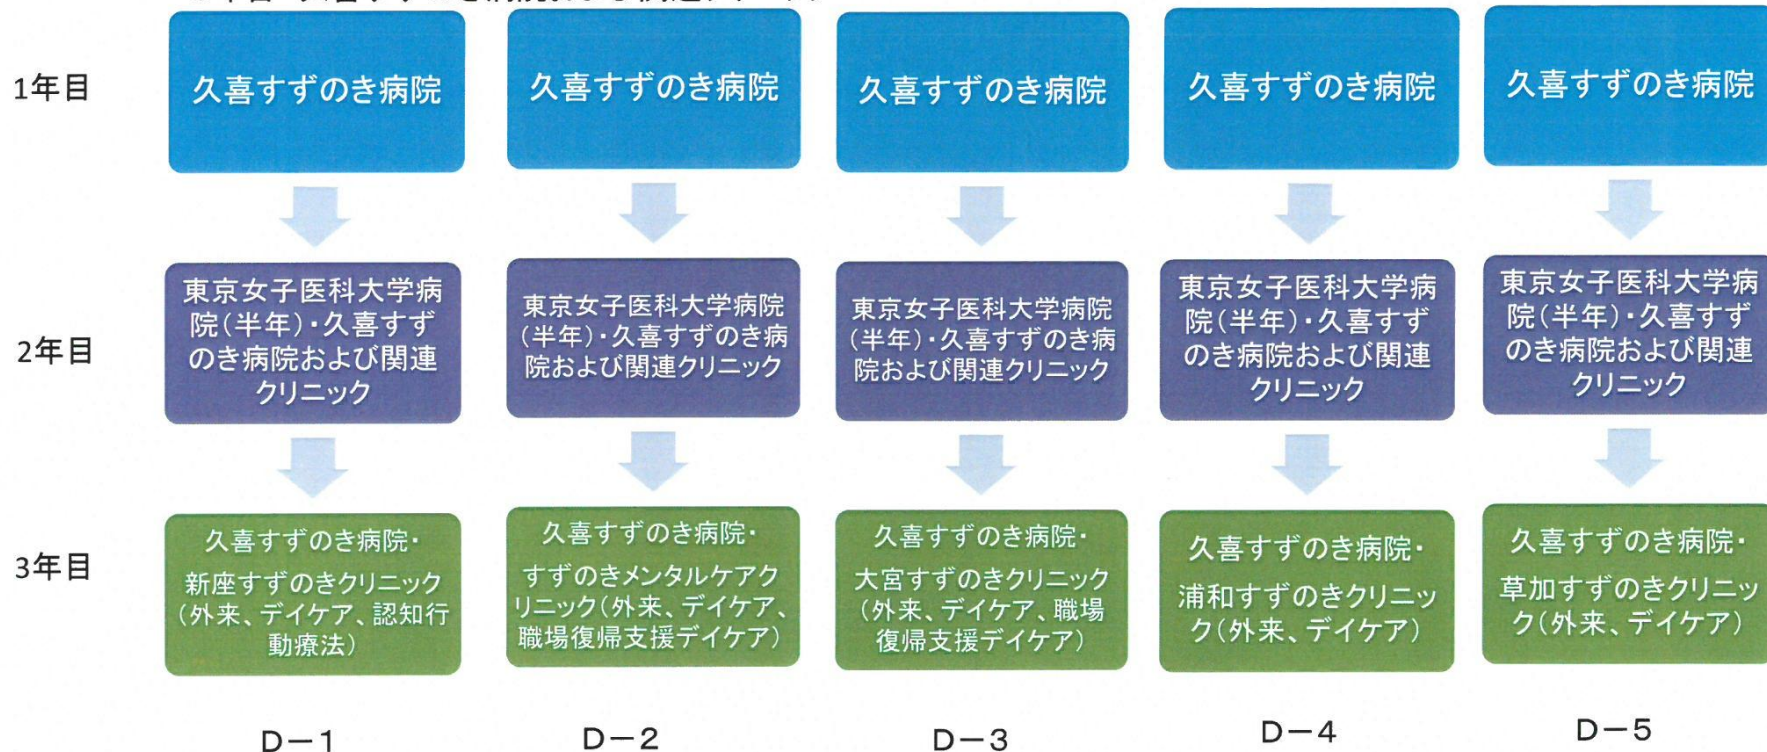 1年目
久喜すずのき病院
久喜すずのき病院
久喜すずのき病院
久喜すずのき病院
久喜すずのき病院
2年目
東京女子医科大学病
院(半年)・久喜すず
のき病院および関連
クリニック
東京女子医科大学病院
(半年)・久喜すずのき病
院および関連クリニック
東京女子医科大学病院
(半年)・久喜すずのき病
院および関連クリニック
東京女子医科大学病
院(半年)・久喜すず
のき病院および関連
クリニック
東京女子医科大学病
院(半年)・久喜すず
のき病院および関連
クリニック
3年目
久喜すずのき病院・
新座すずのきクリニック
(外来、デイケア、認知行
動療法)
久喜すずのき病院・
すずのきメンタルケアク
リニック(外来、デイケア、
職場復帰支援デイケア)
久喜すずのき病院・
大宮すずのきクリニック
(外来、デイケア、職場
復帰支援デイケア)
久喜すずのき病院・
浦和すずのきクリニッ
ク(外来、デイケア)
久喜すずのき病院・
草加すずのきクリニッ
ク(外来、デイケア)
D－1
D－2
D－3
D－4
D－5